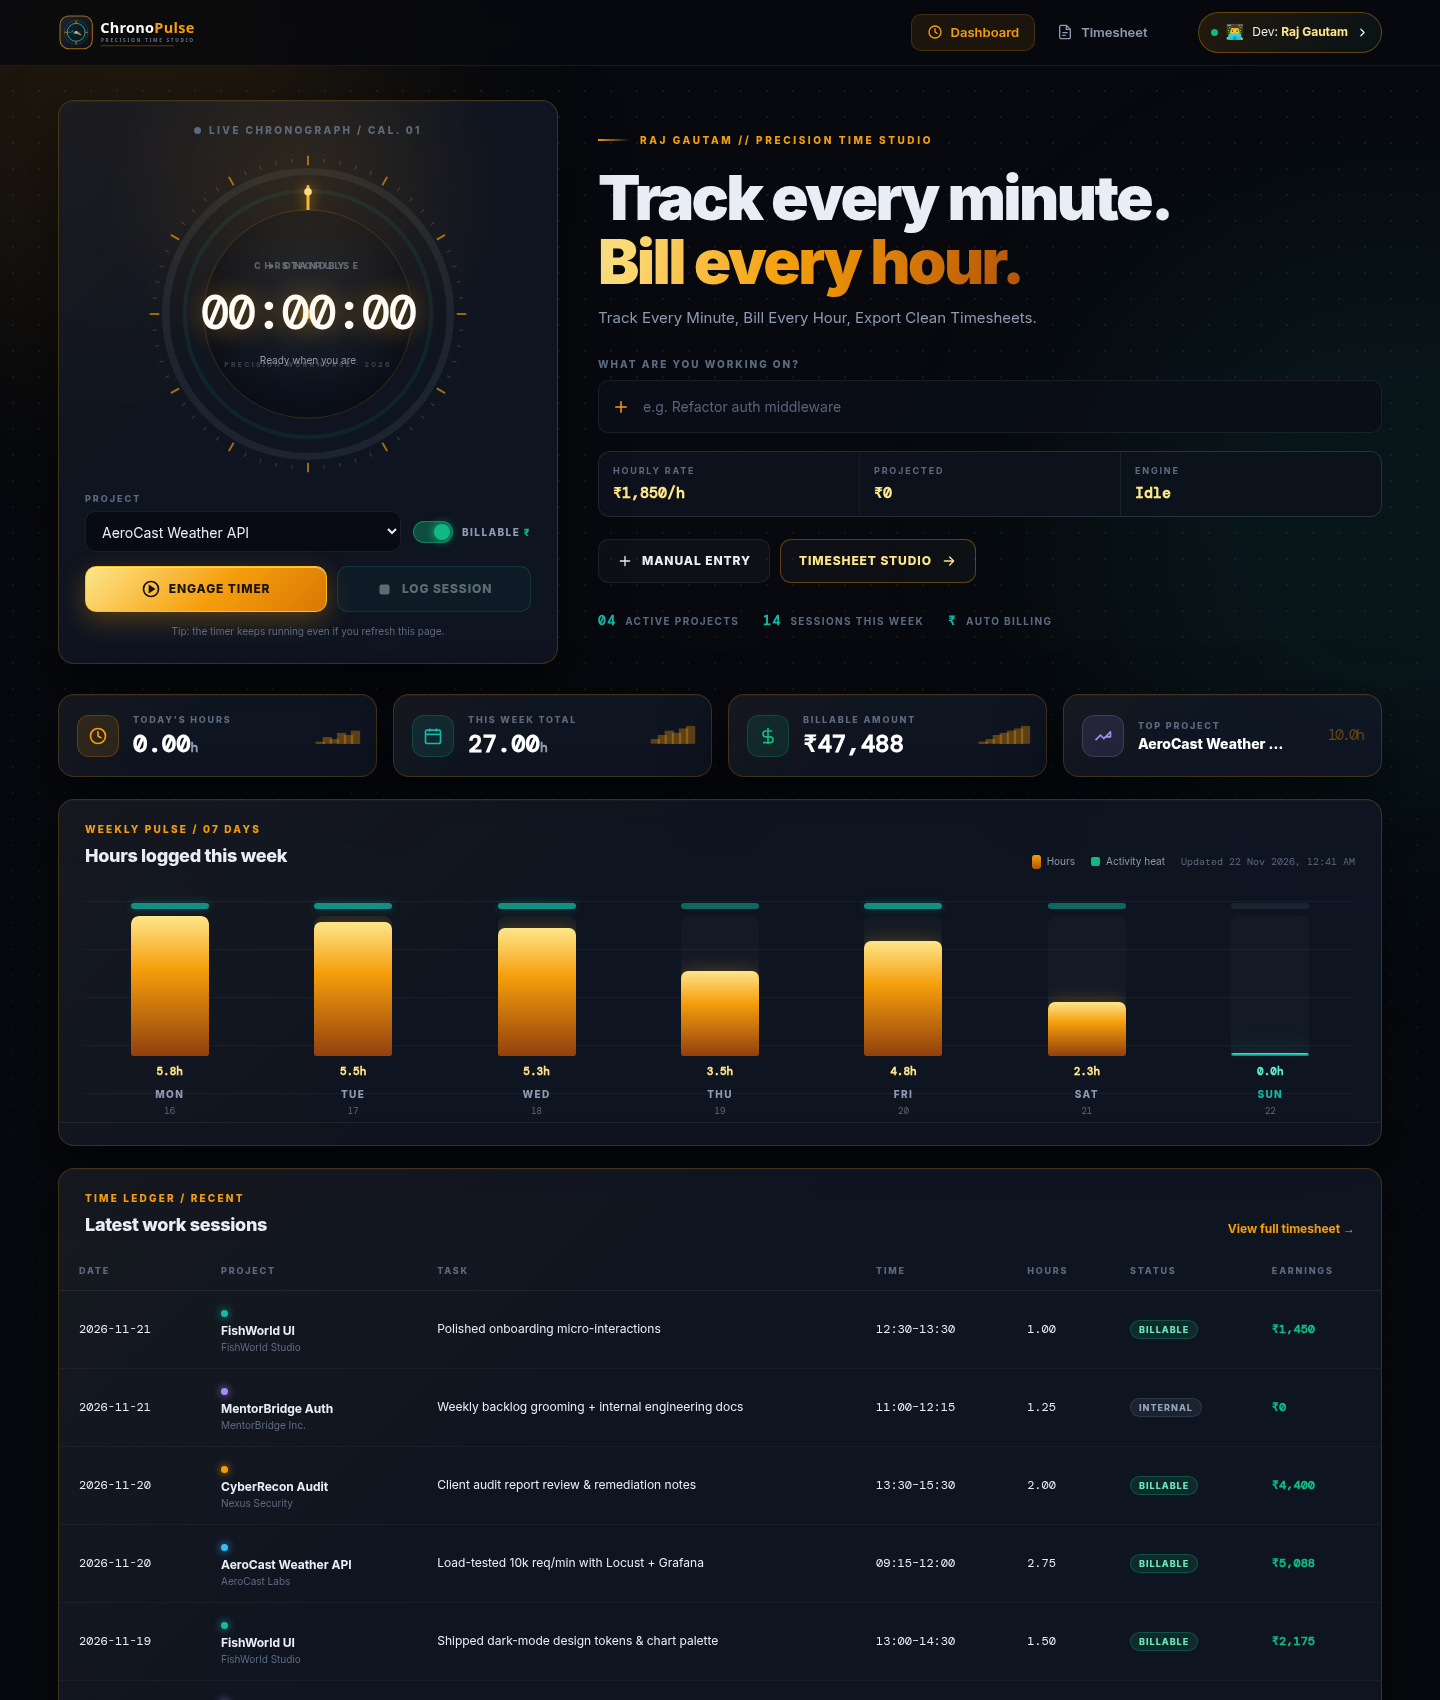 ChronoPulse
PRECISION TIME STUDIO
Dashboard
Timesheet
Dev: Raj Gautam
LIVE CHRONOGRAPH / CAL. 01
00:00:00
Ready when you are
PROJECT
AeroCast Weather API
BILLABLE ₹
ENGAGE TIMER
LOG SESSION
Tip: the timer keeps running even if you refresh this page.
RAJ GAUTAM // PRECISION TIME STUDIO
Track every minute.
Bill every hour.
Track Every Minute, Bill Every Hour, Export Clean Timesheets.
WHAT ARE YOU WORKING ON?
e.g. Refactor auth middleware
HOURLY RATE
₹1,850/h
PROJECTED
₹0
ENGINE
Idle
MANUAL ENTRY
TIMESHEET STUDIO →
04 ACTIVE PROJECTS
14 SESSIONS THIS WEEK
₹ AUTO BILLING
TODAY'S HOURS
0.00h
THIS WEEK TOTAL
27.00h
BILLABLE AMOUNT
₹47,488
TOP PROJECT
AeroCast Weather ...
10.0h
WEEKLY PULSE / 07 DAYS
Hours logged this week
Hours
Activity heat
Updated 22 Nov 2026, 12:41 AM
5.8h 5.5h 5.3h 3.5h 4.8h 2.3h 0.0h
MON TUE WED THU FRI SAT SUN
16 17 18 19 20 21 22
TIME LEDGER / RECENT
Latest work sessions
View full timesheet →
DATE PROJECT TASK TIME HOURS STATUS EARNINGS
2026-11-21 FishWorld UI Polished onboarding micro-interactions 12:30–13:30 1.00 BILLABLE ₹1,450
FishWorld Studio
2026-11-21 MentorBridge Auth Weekly backlog grooming + internal engineering docs 11:00–12:15 1.25 INTERNAL ₹0
MentorBridge Inc.
2026-11-20 CyberRecon Audit Client audit report review & remediation notes 13:30–15:30 2.00 BILLABLE ₹4,400
Nexus Security
2026-11-20 AeroCast Weather API Load-tested 10k req/min with Locust + Grafana 09:15–12:00 2.75 BILLABLE ₹5,088
AeroCast Labs
2026-11-19 FishWorld UI Shipped dark-mode design tokens & chart palette 13:00–14:30 1.50 BILLABLE ₹2,175
FishWorld Studio